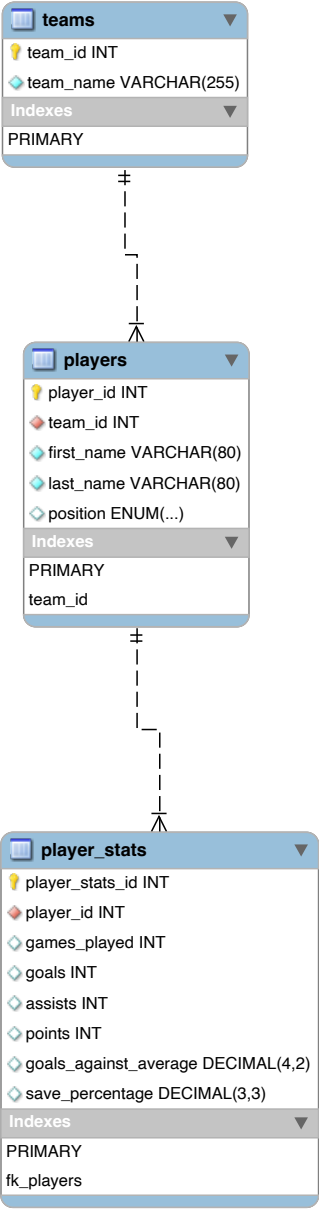 teams
team_id INT
team_name VARCHAR(255)
Indexes
PRIMARY
players
player_id INT
team_id INT
first_name VARCHAR(80)
last_name VARCHAR(80)
position ENUM(...)
Indexes
PRIMARY
team_id
player_stats
player_stats_id INT
player_id INT
games_played INT
goals INT
assists INT
points INT
goals_against_average DECIMAL(4,2)
save_percentage DECIMAL(3,3)
Indexes
PRIMARY
fk_players